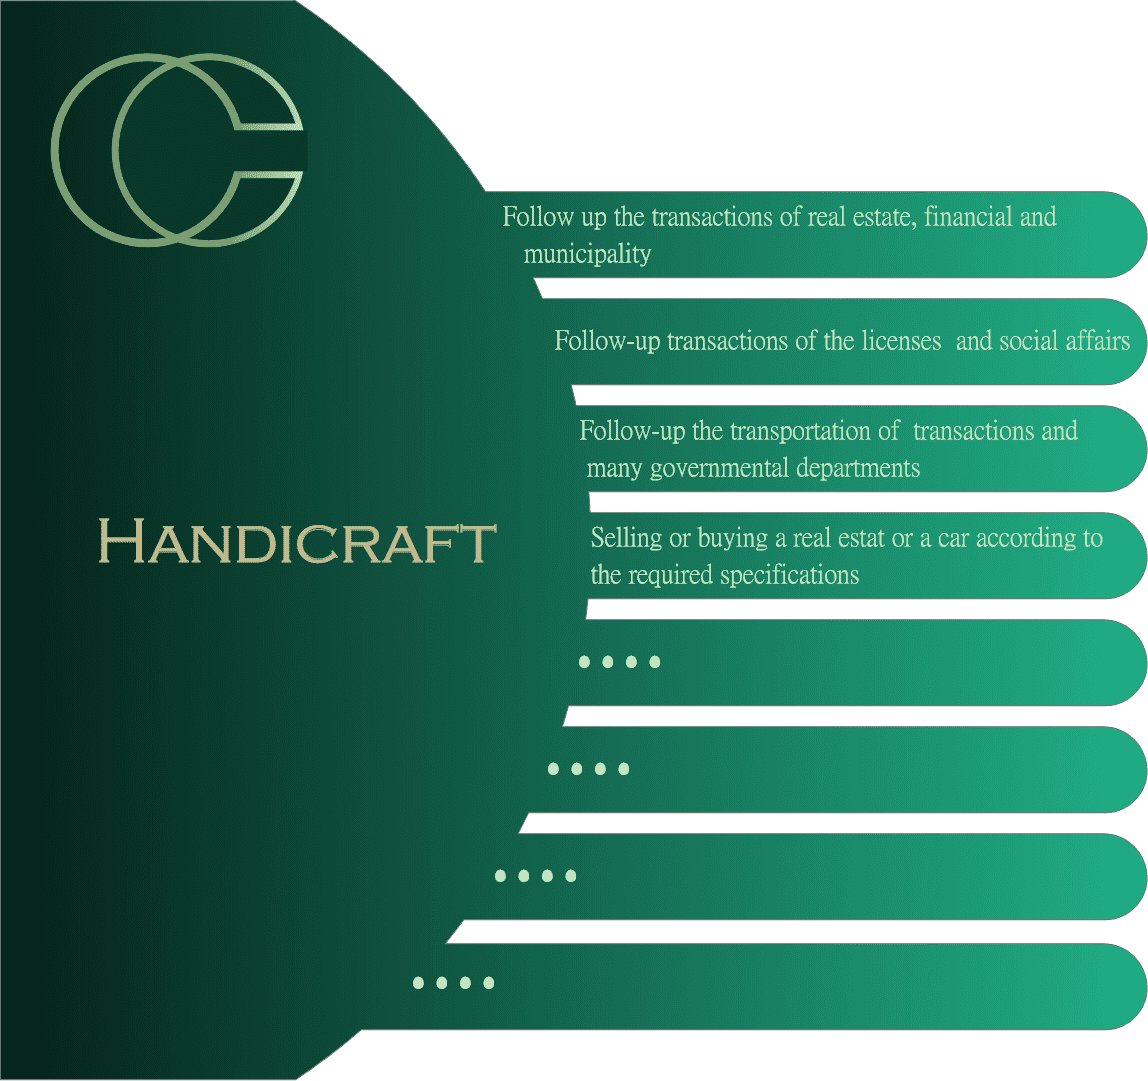 Follow up the transactions of real estate, financial and
municipality
Follow-up transactions of the licenses  and social affairs
Follow-up the transportation of  transactions and
many governmental departments
HANDICRAFT
Selling or buying a real estat or a car according to
the required specifications
• • • •
• • • •
• • • •
• • • •